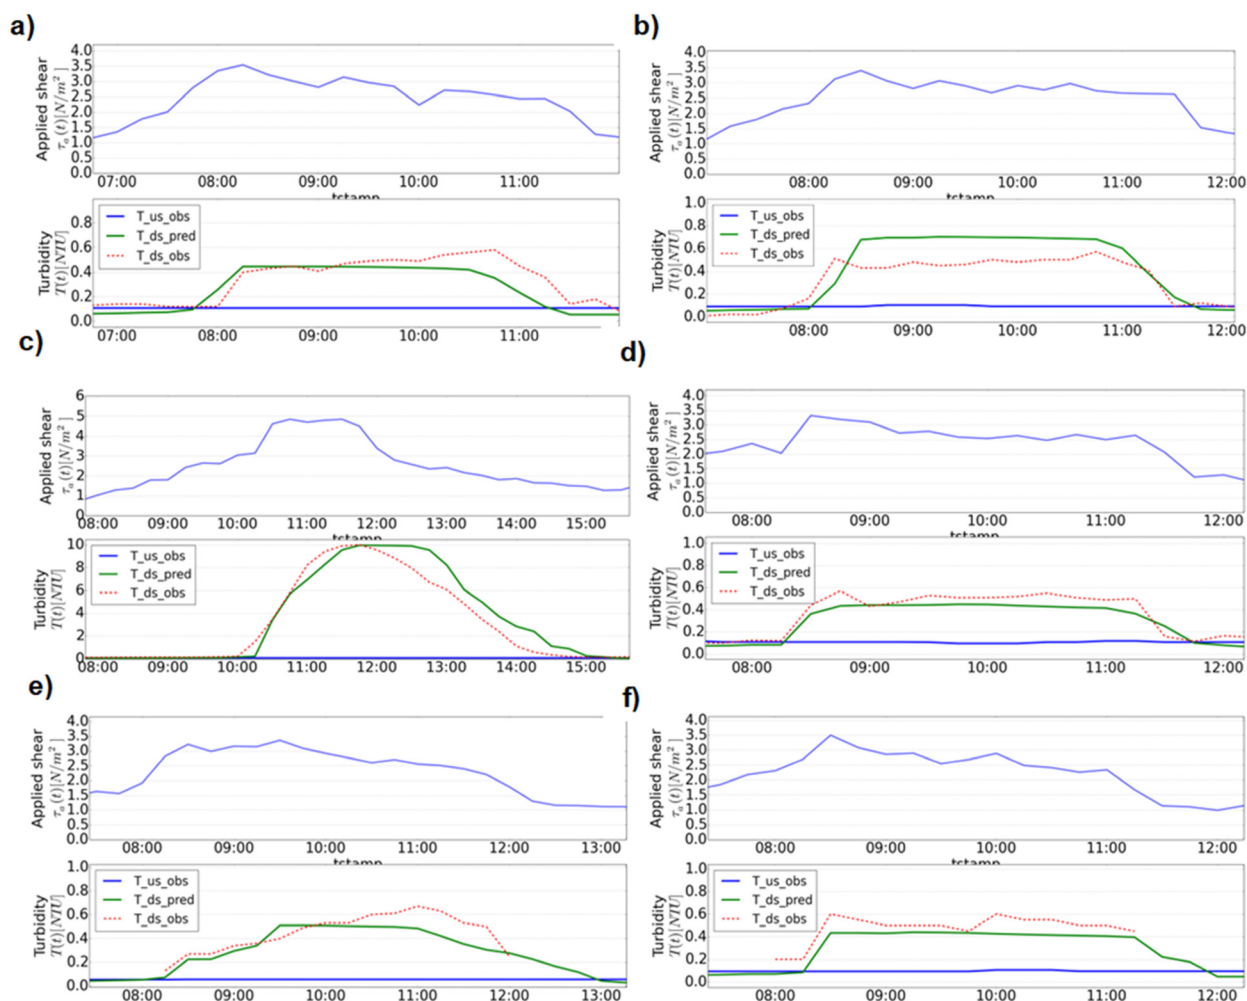 a)
Applied shear
τ_a(t)[N/m²]
4.0
3.5
3.0
2.5
2.0
1.5
1.0
0.5
0.0
07:00 08:00 09:00 10:00 11:00
tstamp
Turbidity
T(t)[NTU]
0.8
0.6
0.4
0.2
0.0
T_us_obs
T_ds_pred
T_ds_obs
07:00 08:00 09:00 10:00 11:00
b)
Applied shear
τ_a(t)[N/m²]
4.0
3.5
3.0
2.5
2.0
1.5
1.0
0.5
0.0
08:00 09:00 10:00 11:00 12:00
tstamp
Turbidity
T(t)[NTU]
1.0
0.8
0.6
0.4
0.2
0.0
T_us_obs
T_ds_pred
T_ds_obs
08:00 09:00 10:00 11:00 12:00
c)
Applied shear
τ_a(t)[N/m²]
6
5
4
3
2
1
0
08:00 09:00 10:00 11:00 12:00 13:00 14:00 15:00
tstamp
Turbidity
T(t)[NTU]
10
8
6
4
2
0
T_us_obs
T_ds_pred
T_ds_obs
08:00 09:00 10:00 11:00 12:00 13:00 14:00 15:00
d)
Applied shear
τ_a(t)[N/m²]
4.0
3.5
3.0
2.5
2.0
1.5
1.0
0.5
0.0
08:00 09:00 10:00 11:00 12:00
tstamp
Turbidity
T(t)[NTU]
1.0
0.8
0.6
0.4
0.2
0.0
T_us_obs
T_ds_pred
T_ds_obs
08:00 09:00 10:00 11:00 12:00
e)
Applied shear
τ_a(t)[N/m²]
4.0
3.5
3.0
2.5
2.0
1.5
1.0
0.5
0.0
08:00 09:00 10:00 11:00 12:00 13:00
tstamp
Turbidity
T(t)[NTU]
1.0
0.8
0.6
0.4
0.2
0.0
T_us_obs
T_ds_pred
T_ds_obs
08:00 09:00 10:00 11:00 12:00 13:00
f)
Applied shear
τ_a(t)[N/m²]
4.0
3.5
3.0
2.5
2.0
1.5
1.0
0.5
0.0
08:00 09:00 10:00 11:00 12:00
tstamp
Turbidity
T(t)[NTU]
1.0
0.8
0.6
0.4
0.2
0.0
T_us_obs
T_ds_pred
T_ds_obs
08:00 09:00 10:00 11:00 12:00